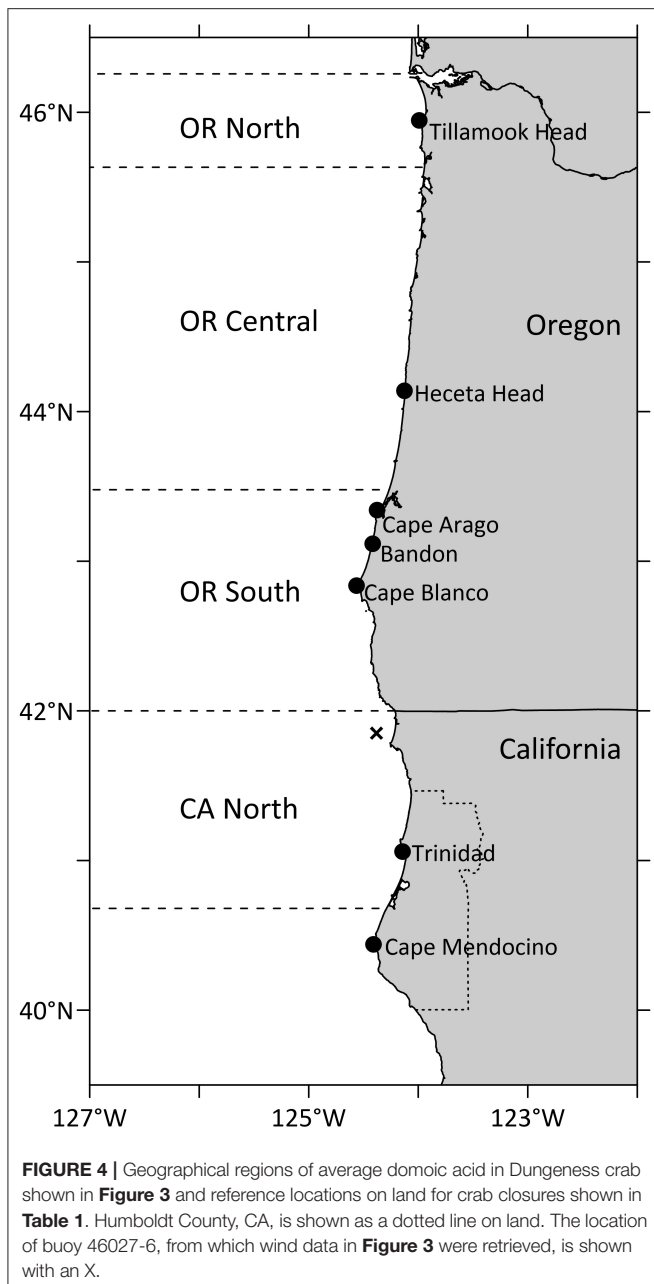 46°N
OR North
Tillamook Head
OR Central
Oregon
44°N
Heceta Head
Cape Arago
Bandon
OR South
Cape Blanco
42°N
California
CA North
Trinidad
Cape Mendocino
40°N
127°W
125°W
123°W
FIGURE 4 | Geographical regions of average domoic acid in Dungeness crab
shown in Figure 3 and reference locations on land for crab closures shown in
Table 1. Humboldt County, CA, is shown as a dotted line on land. The location
of buoy 46027-6, from which wind data in Figure 3 were retrieved, is shown
with an X.